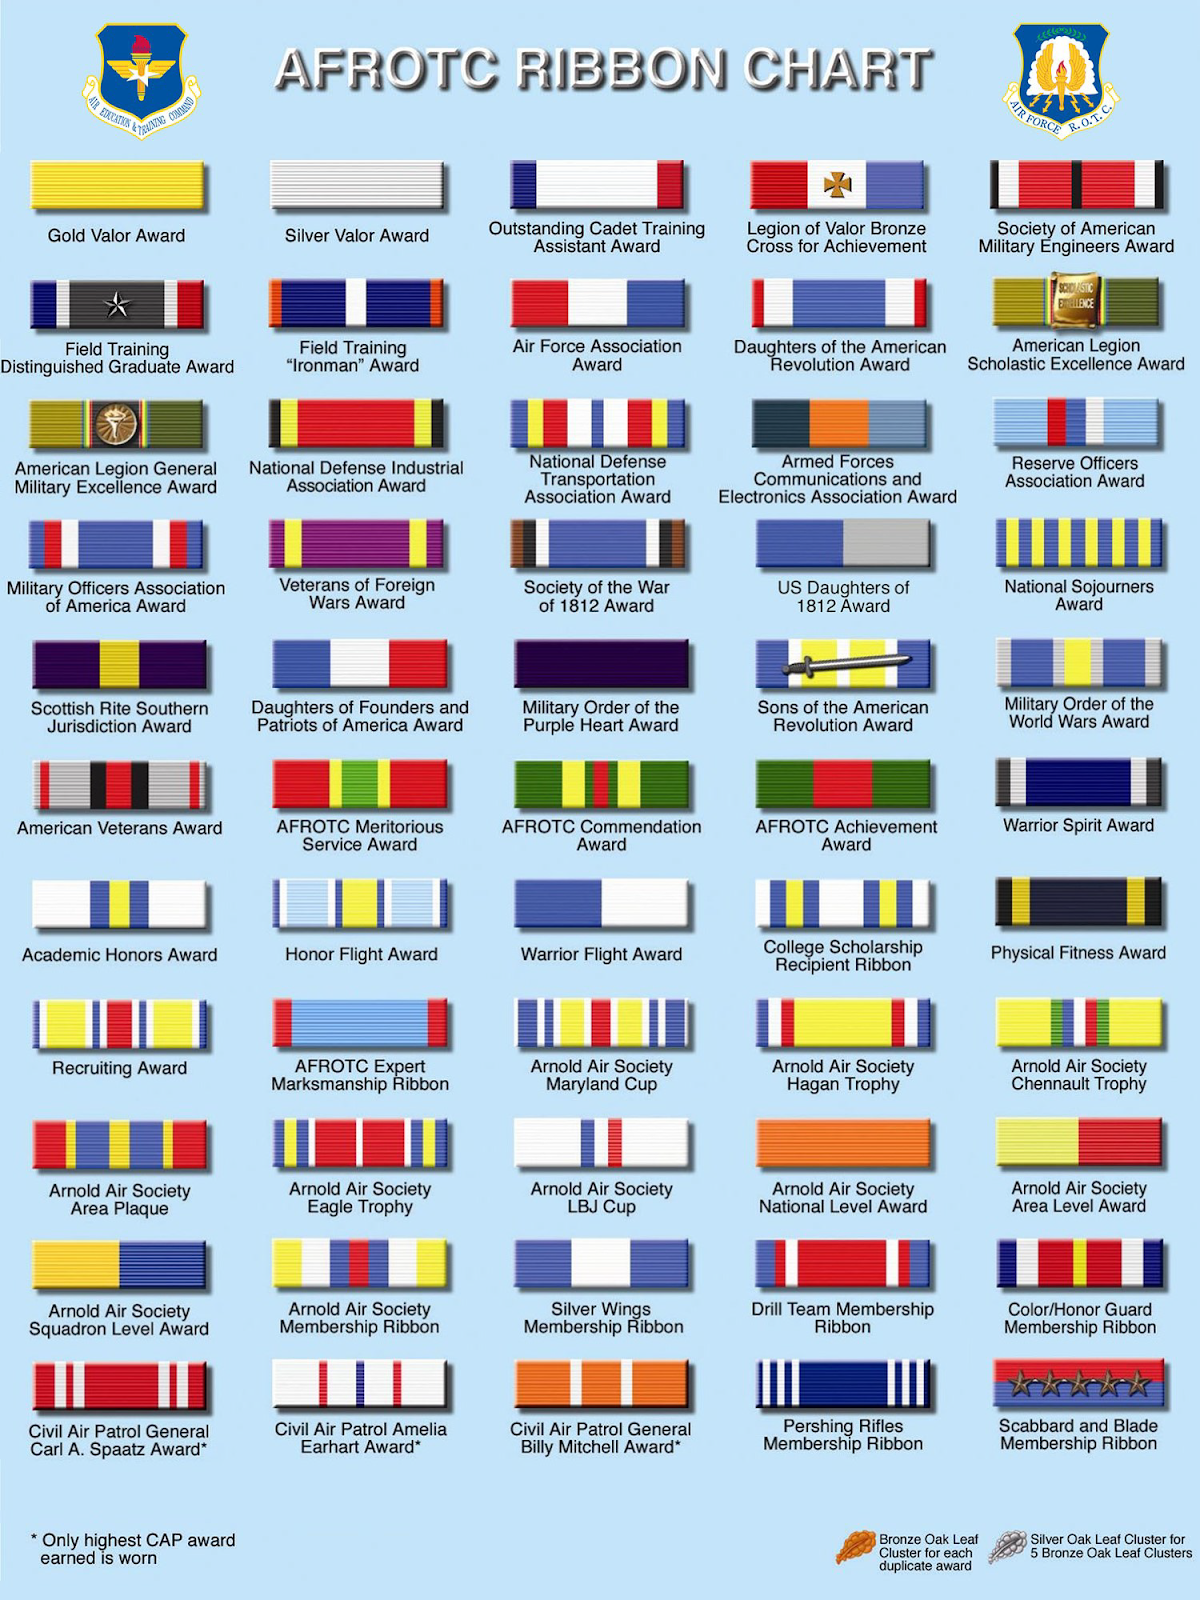 AFROTC RIBBON CHART
AIR EDUCATION & TRAINING COMMAND
AIR FORCE R.O.T.C.
Gold Valor Award
Silver Valor Award
Outstanding Cadet Training
Assistant Award
Legion of Valor Bronze
Cross for Achievement
Society of American
Military Engineers Award
Field Training
Distinguished Graduate Award
Field Training
“Ironman” Award
Air Force Association
Award
Daughters of the American
Revolution Award
SCHOLASTIC
EXCELLENCE
American Legion
Scholastic Excellence Award
American Legion General
Military Excellence Award
National Defense Industrial
Association Award
National Defense
Transportation
Association Award
Armed Forces
Communications and
Electronics Association Award
Reserve Officers
Association Award
Military Officers Association
of America Award
Veterans of Foreign
Wars Award
Society of the War
of 1812 Award
US Daughters of
1812 Award
National Sojourners
Award
Scottish Rite Southern
Jurisdiction Award
Daughters of Founders and
Patriots of America Award
Military Order of the
Purple Heart Award
Sons of the American
Revolution Award
Military Order of the
World Wars Award
American Veterans Award
AFROTC Meritorious
Service Award
AFROTC Commendation
Award
AFROTC Achievement
Award
Warrior Spirit Award
Academic Honors Award
Honor Flight Award
Warrior Flight Award
College Scholarship
Recipient Ribbon
Physical Fitness Award
Recruiting Award
AFROTC Expert
Marksmanship Ribbon
Arnold Air Society
Maryland Cup
Arnold Air Society
Hagan Trophy
Arnold Air Society
Chennault Trophy
Arnold Air Society
Area Plaque
Arnold Air Society
Eagle Trophy
Arnold Air Society
LBJ Cup
Arnold Air Society
National Level Award
Arnold Air Society
Area Level Award
Arnold Air Society
Squadron Level Award
Arnold Air Society
Membership Ribbon
Silver Wings
Membership Ribbon
Drill Team Membership
Ribbon
Color/Honor Guard
Membership Ribbon
Civil Air Patrol General
Carl A. Spaatz Award*
Civil Air Patrol Amelia
Earhart Award*
Civil Air Patrol General
Billy Mitchell Award*
Pershing Rifles
Membership Ribbon
Scabbard and Blade
Membership Ribbon
* Only highest CAP award
earned is worn
Bronze Oak Leaf
Cluster for each
duplicate award
Silver Oak Leaf Cluster for
5 Bronze Oak Leaf Clusters